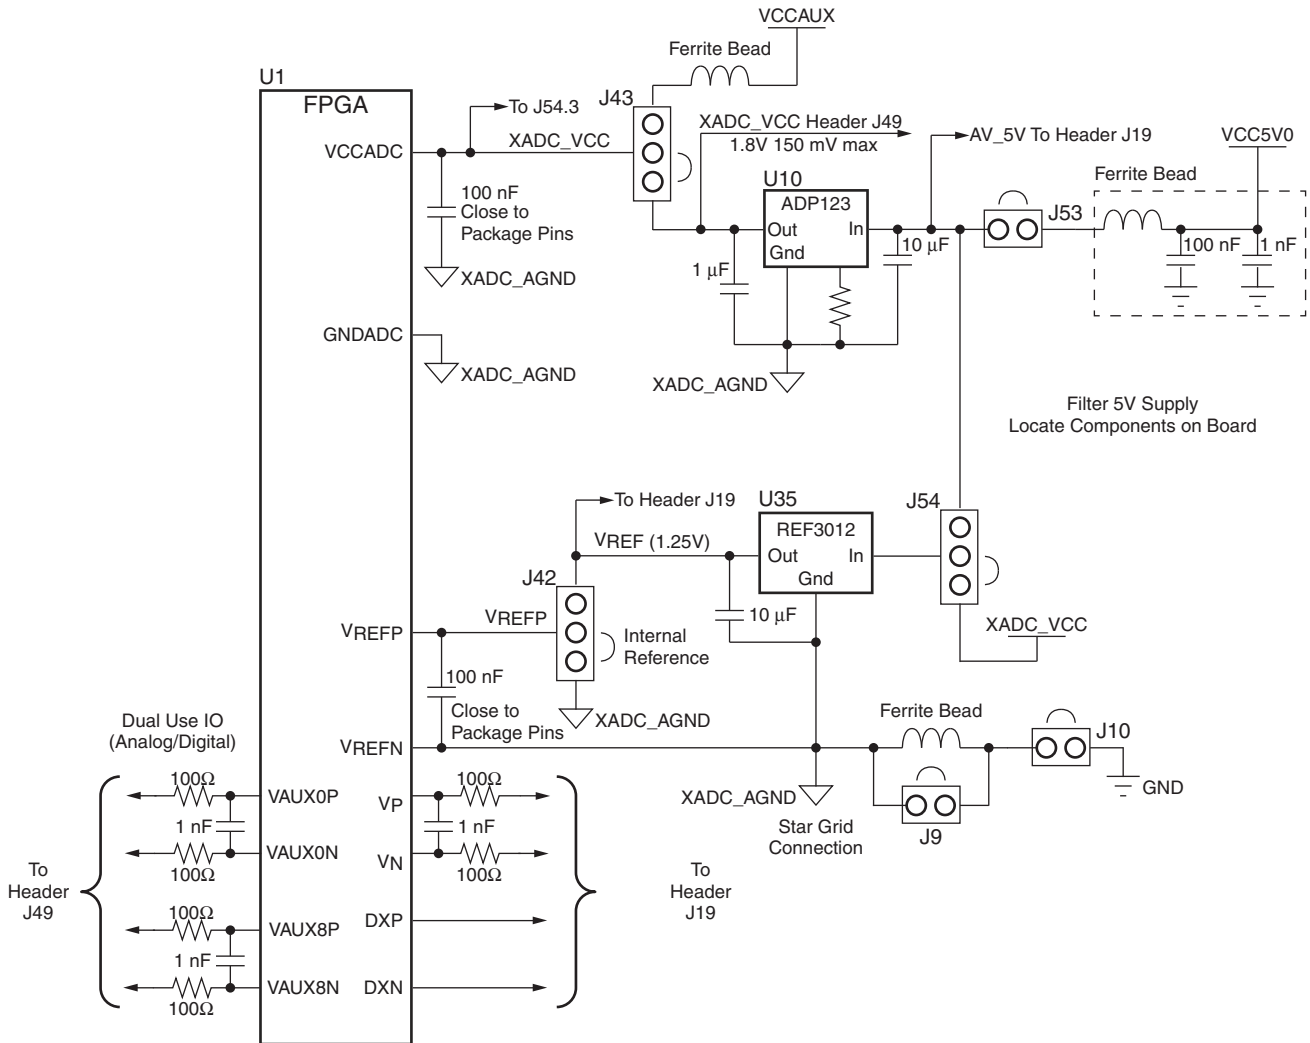 VCCAUX
Ferrite Bead
U1
FPGA
J43
To J54.3
XADC_VCC Header J49
1.8V 150 mV max
AV_5V To Header J19
VCC5V0
VCCADC
XADC_VCC
U10
ADP123
Ferrite Bead
J53
100 nF
Close to
Package Pins
Out
In
Gnd
10 µF
100 nF
1 nF
1 µF
XADC_AGND
GNDADC
XADC_AGND
XADC_AGND
Filter 5V Supply
Locate Components on Board
To Header J19
U35
J54
REF3012
VREF (1.25V)
Out
In
Gnd
J42
10 µF
XADC_VCC
VREFP
VREFP
Internal
Reference
100 nF
Close to
Package Pins
XADC_AGND
Ferrite Bead
J10
Dual Use IO
(Analog/Digital)
VREFN
GND
100Ω
VAUX0P
VP
100Ω
XADC_AGND
Star Grid
Connection
J9
1 nF
1 nF
VAUX0N
VN
100Ω
100Ω
To
Header
J49
To
Header
J19
100Ω
VAUX8P
DXP
1 nF
VAUX8N
DXN
100Ω